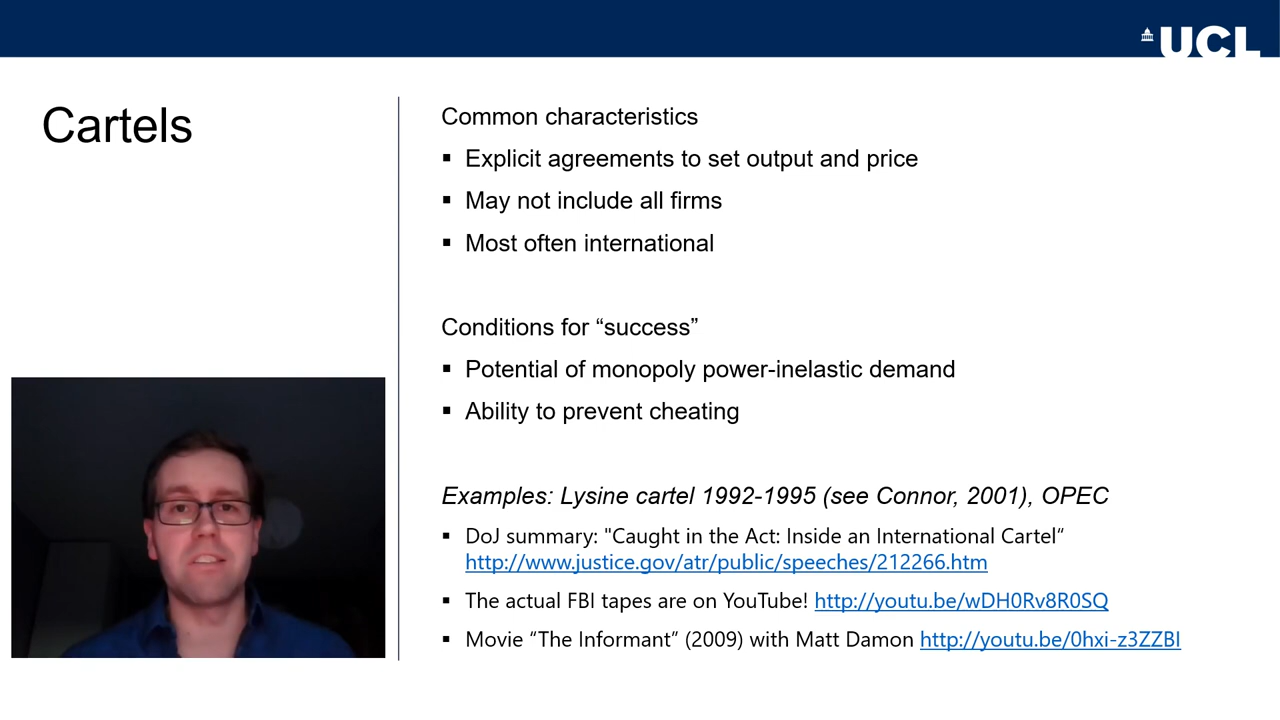 UCL
Cartels
Common characteristics
▪ Explicit agreements to set output and price
▪ May not include all firms
▪ Most often international
Conditions for “success”
▪ Potential of monopoly power-inelastic demand
▪ Ability to prevent cheating
Examples: Lysine cartel 1992-1995 (see Connor, 2001), OPEC
▪ DoJ summary: "Caught in the Act: Inside an International Cartel“
http://www.justice.gov/atr/public/speeches/212266.htm
▪ The actual FBI tapes are on YouTube! http://youtu.be/wDH0Rv8R0SQ
▪ Movie “The Informant“ (2009) with Matt Damon http://youtu.be/0hxi-z3ZZBI